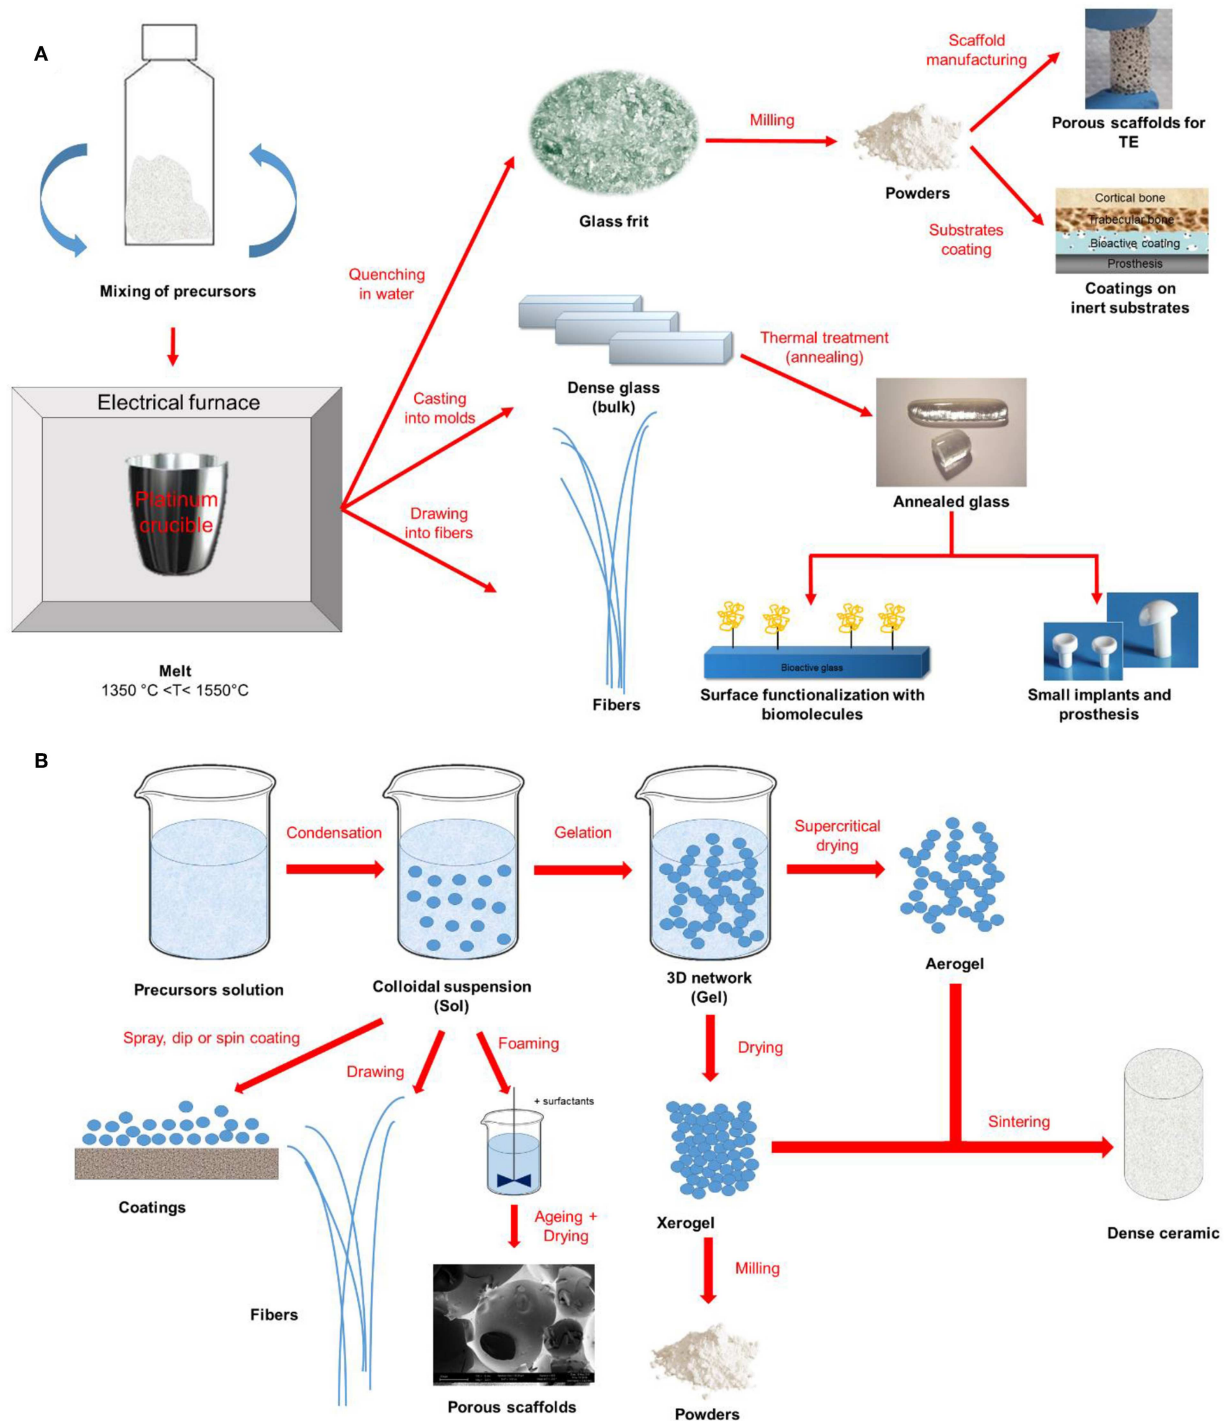 A
Mixing of precursors
Electrical furnace
Platinum
crucible
Melt
1350 °C <T< 1550°C
Quenching
in water
Casting
into molds
Drawing
into fibers
Glass frit
Milling
Powders
Scaffold
manufacturing
Porous scaffolds for
TE
Substrates
coating
Cortical bone
Trabecular bone
Bioactive coating
Prosthesis
Coatings on
inert substrates
Dense glass
(bulk)
Thermal treatment
(annealing)
Annealed glass
Fibers
Bioactive glass
Surface functionalization with
biomolecules
Small implants and
prosthesis
B
Precursors solution
Condensation
Colloidal suspension
(Sol)
Gelation
3D network
(Gel)
Supercritical
drying
Aerogel
Spray, dip or spin coating
Coatings
Drawing
Fibers
Foaming
+ surfactants
Ageing +
Drying
Porous scaffolds
Drying
Xerogel
Milling
Powders
Sintering
Dense ceramic